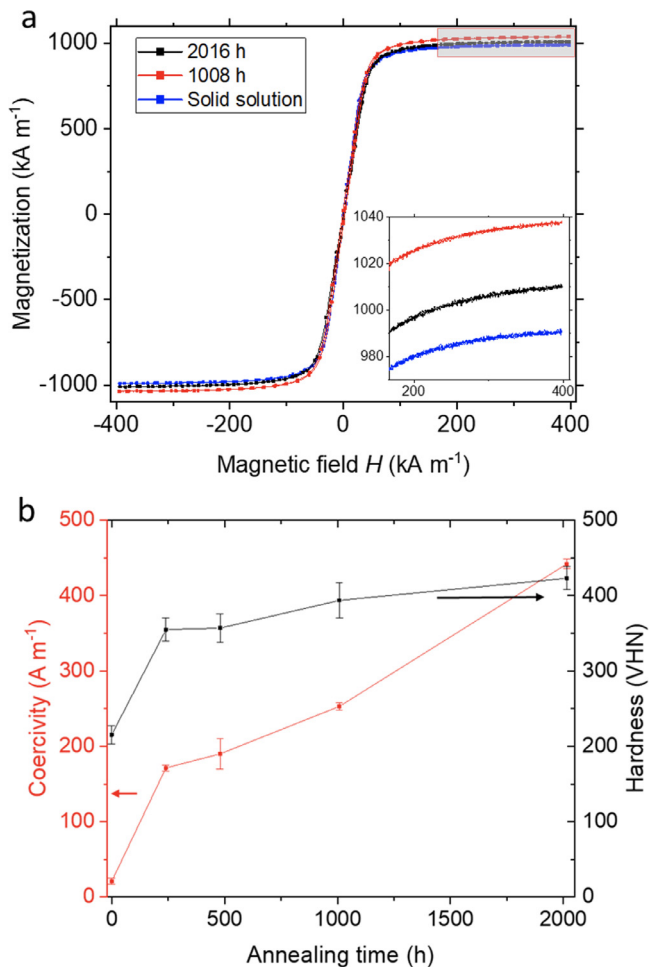 a
1000
500
0
-500
-1000
Magnetization (kA m⁻¹)
2016 h
1008 h
Solid solution
1040
1020
1000
980
200 400
-400 -200 0 200 400
Magnetic field H (kA m⁻¹)
b
500
400
300
200
100
0
Coercivity (A m⁻¹)
500
400
300
200
100
0
Hardness (VHN)
0 500 1000 1500 2000
Annealing time (h)